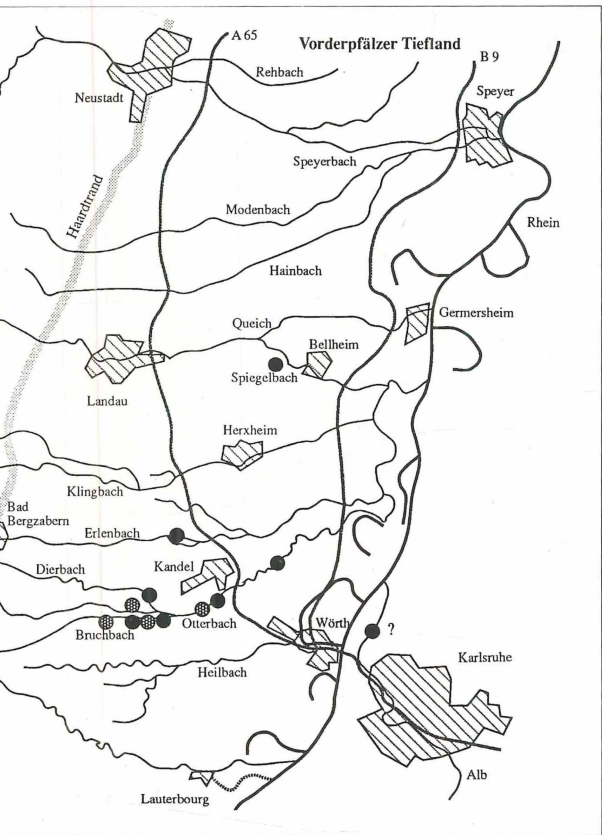 A 65
Vorderpfälzer Tiefland
B 9
Rehbach
Speyer
Neustadt
Speyerbach
Haardtrand
Modenbach
Rhein
Hainbach
Germersheim
Queich
Bellheim
Spiegelbach
Landau
Herxheim
Klingbach
Bad
Bergzabern
Erlenbach
Dierbach
Kandel
Otterbach
Wörth
?
Bruchbach
Karlsruhe
Heilbach
Alb
Lauterbourg